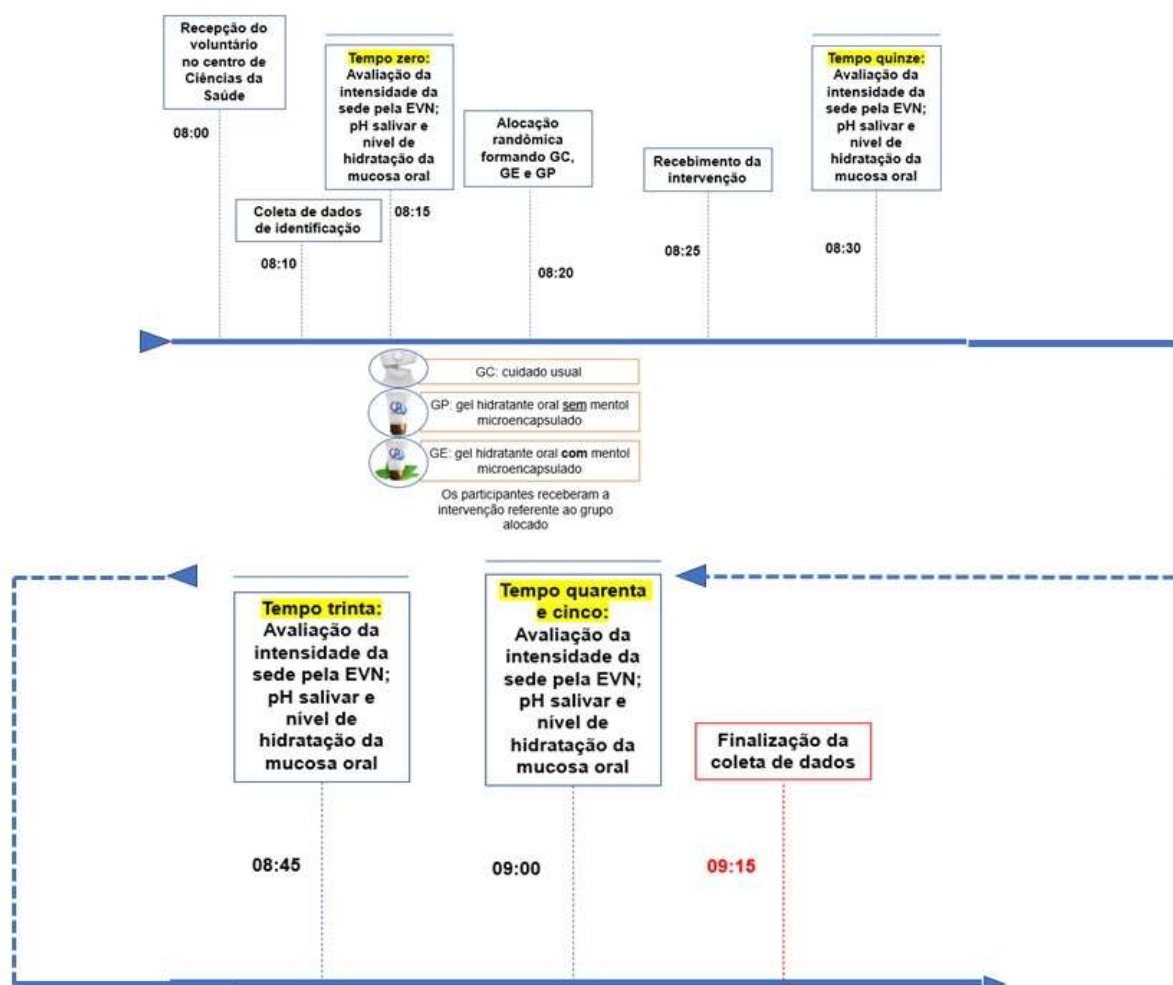 Recepção do
voluntário
no centro de
Ciências da
Saúde
08:00
Coleta de dados
de identificação
08:10
Tempo zero:
Avaliação da
intensidade da
sede pela EVN;
pH salivar e
nível de
hidratação da
mucosa oral
08:15
Alocação
randômica
formando GC,
GE e GP
08:20
Recebimento da
intervenção
08:25
Tempo quinze:
Avaliação da
intensidade da
sede pela EVN;
pH salivar e
nível de
hidratação da
mucosa oral
08:30
GC: cuidado usual
GP: gel hidratante oral sem mentol
microencapsulado
GE: gel hidratante oral com mentol
microencapsulado
Os participantes receberam a
intervenção referente ao grupo
alocado
Tempo trinta:
Avaliação da
intensidade da
sede pela EVN;
pH salivar e
nível de
hidratação da
mucosa oral
08:45
Tempo quarenta
e cinco:
Avaliação da
intensidade da
sede pela EVN;
pH salivar e
nível de
hidratação da
mucosa oral
09:00
Finalização da
coleta de dados
09:15